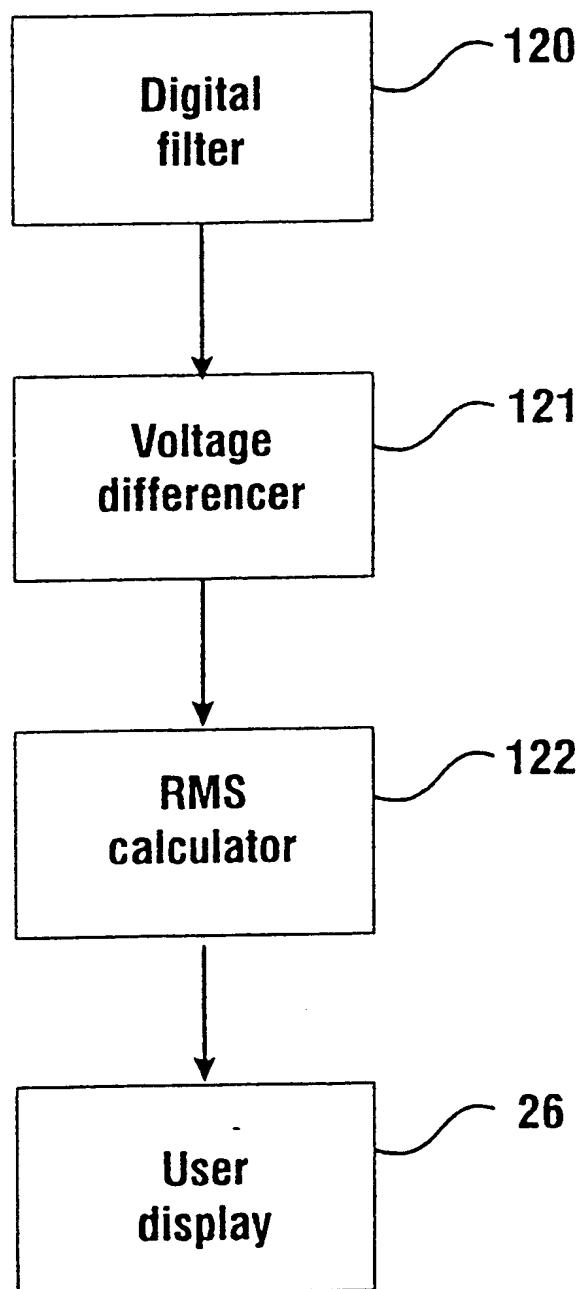 120
Digital
filter
121
Voltage
differencer
122
RMS
calculator
26
User
display